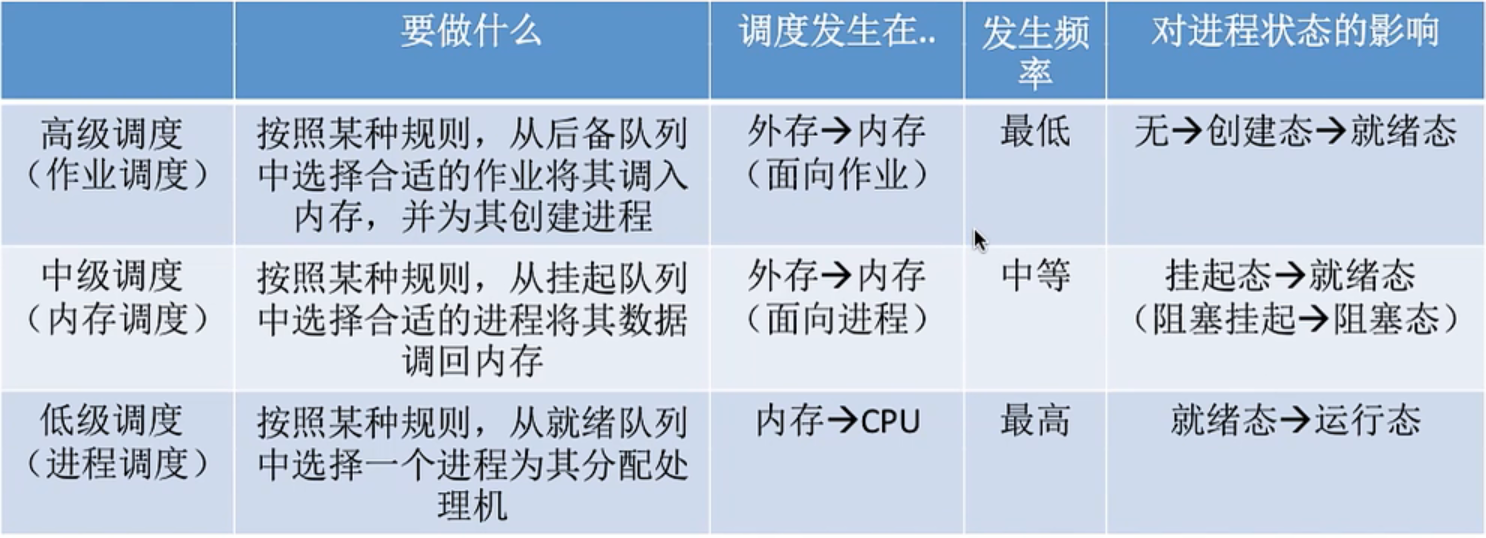 要做什么
调度发生在..
发生频
率
对进程状态的影响
高级调度
（作业调度）
按照某种规则，从后备队列
中选择合适的作业将其调入
内存，并为其创建进程
外存→内存
（面向作业）
最低
无→创建态→就绪态
中级调度
（内存调度）
按照某种规则，从挂起队列
中选择合适的进程将其数据
调回内存
外存→内存
（面向进程）
中等
挂起态→就绪态
（阻塞挂起→阻塞态）
低级调度
（进程调度）
按照某种规则，从就绪队列
中选择一个进程为其分配处
理机
内存→CPU
最高
就绪态→运行态